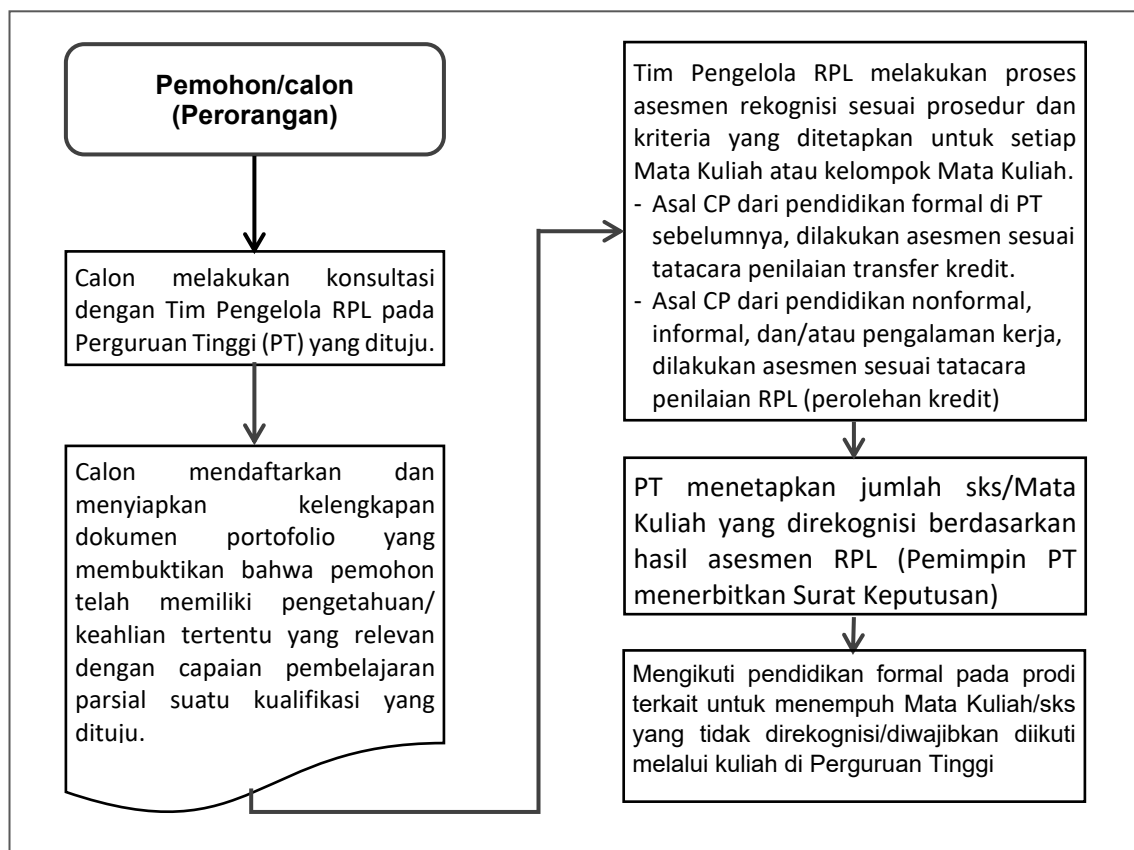 Pemohon/calon
(Perorangan)
Calon melakukan konsultasi
dengan Tim Pengelola RPL pada
Perguruan Tinggi (PT) yang dituju.
Calon mendaftarkan dan
menyiapkan kelengkapan
dokumen portofolio yang
membuktikan bahwa pemohon
telah memiliki pengetahuan/
keahlian tertentu yang relevan
dengan capaian pembelajaran
parsial suatu kualifikasi yang
dituju.
Tim Pengelola RPL melakukan proses
asesmen rekognisi sesuai prosedur dan
kriteria yang ditetapkan untuk setiap
Mata Kuliah atau kelompok Mata Kuliah.
- Asal CP dari pendidikan formal di PT
sebelumnya, dilakukan asesmen sesuai
tatacara penilaian transfer kredit.
- Asal CP dari pendidikan nonformal,
informal, dan/atau pengalaman kerja,
dilakukan asesmen sesuai tatacara
penilaian RPL (perolehan kredit)
PT menetapkan jumlah sks/Mata
Kuliah yang direkognisi berdasarkan
hasil asesmen RPL (Pemimpin PT
menerbitkan Surat Keputusan)
Mengikuti pendidikan formal pada prodi
terkait untuk menempuh Mata Kuliah/sks
yang tidak direkognisi/diwajibkan diikuti
melalui kuliah di Perguruan Tinggi